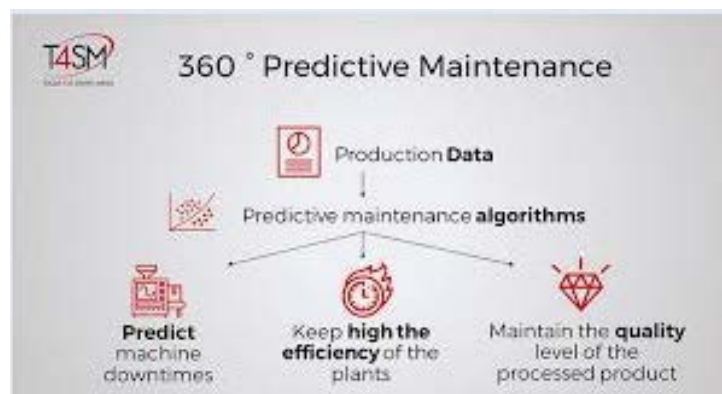 T4SM
360 ° Predictive Maintenance
Production Data
Predictive maintenance algorithms
Predict
machine
downtimes
Keep high the
efficiency of the
plants
Maintain the quality
level of the
processed product